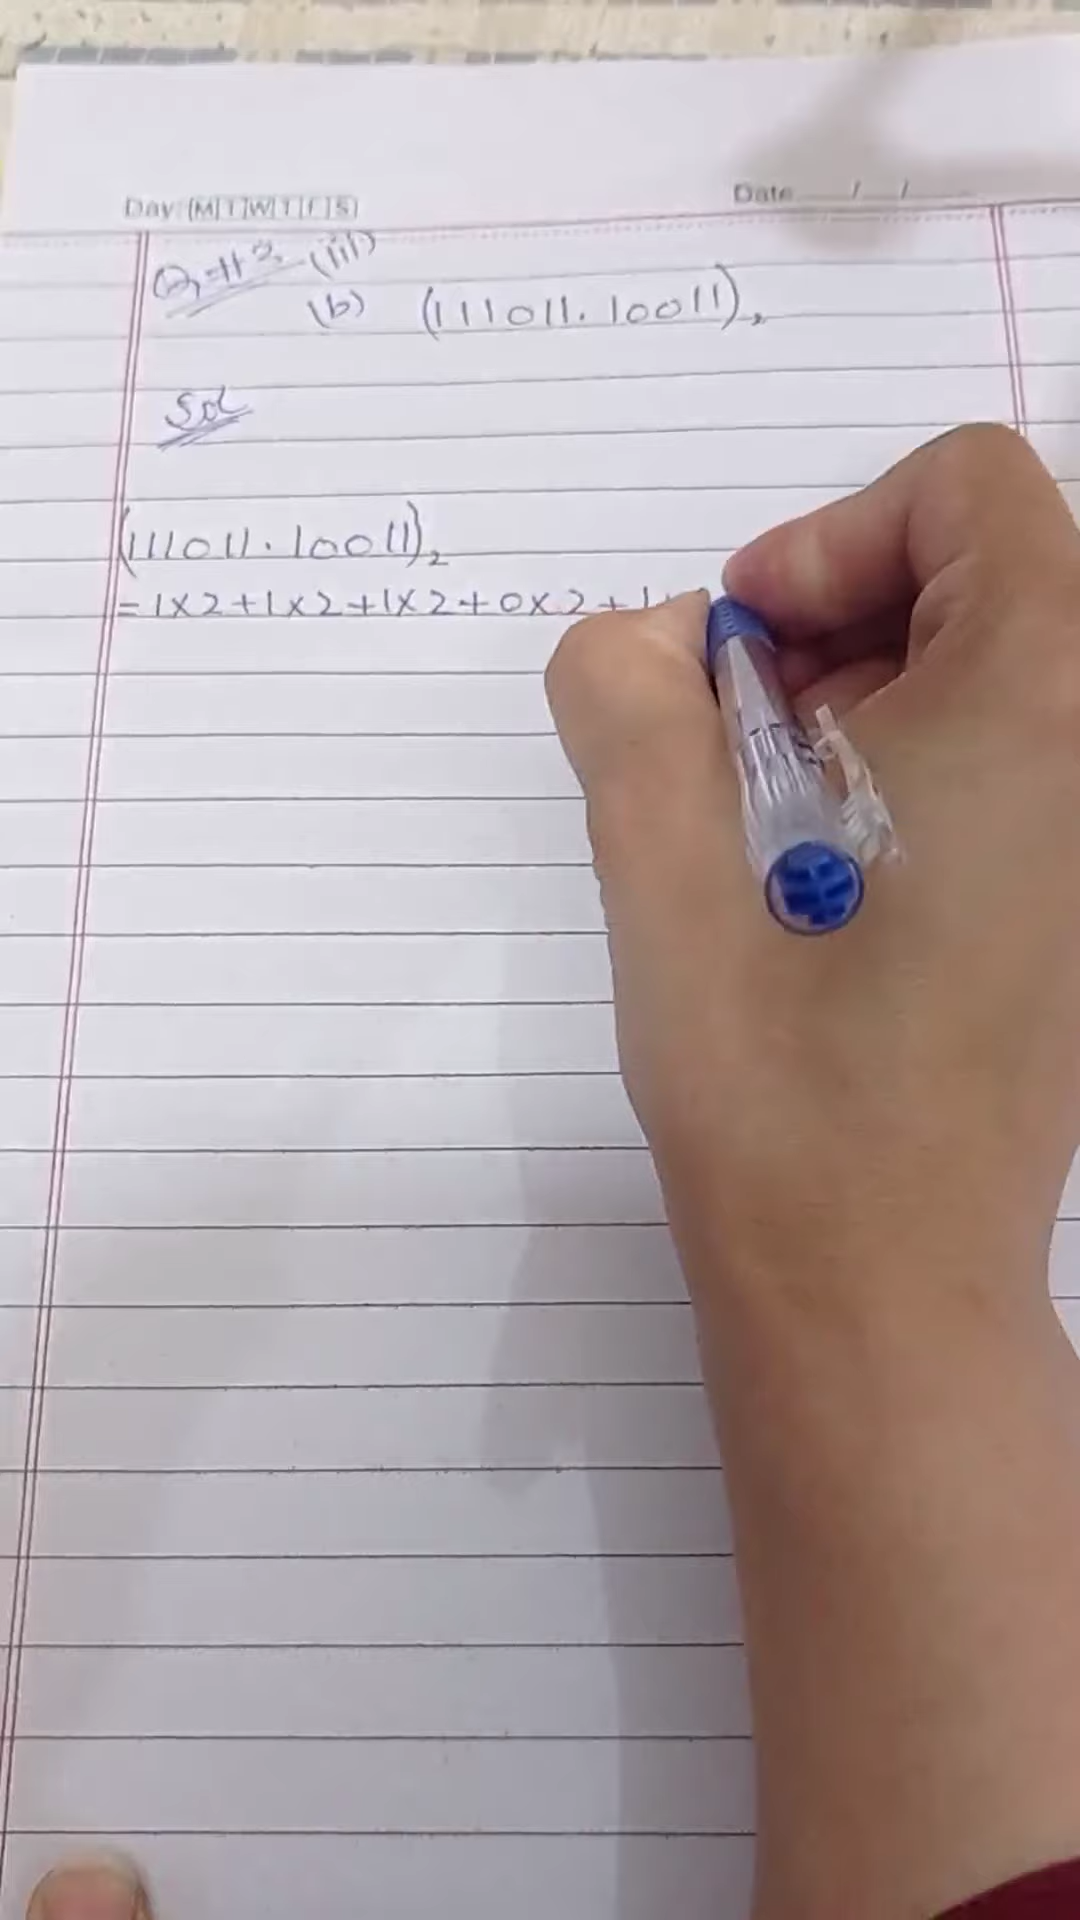 Day: (M|T|W|T|F|S)
Date / /
Q=#2 (iii)
(b) (111011.10011)₂
Sol
(111011.10011)₂
=1×2+1×2+1×2+0×2+1